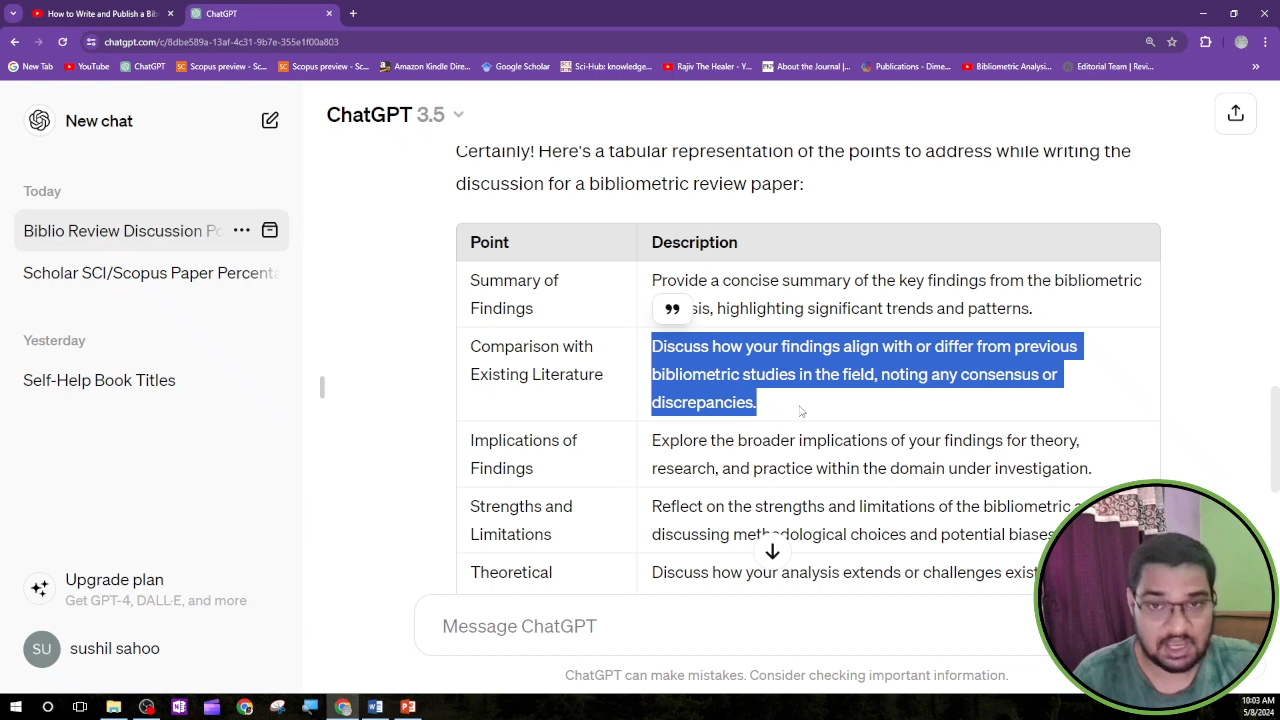 How to Write and Publish a Bib
ChatGPT
chatgpt.com/c/8dbe589a-13af-4c31-9b7e-355e1f00a803
New Tab
YouTube
ChatGPT
Scopus preview - Sc...
Scopus preview - Sc...
Amazon Kindle Dire...
Google Scholar
Sci-Hub: knowledge...
Rajiv The Healer - Y...
About the Journal |...
Publications - Dime...
Bibliometric Analysi...
Editorial Team | Revi...
New chat
Today
Biblio Review Discussion Po
Scholar SCI/Scopus Paper Percenta
Yesterday
Self-Help Book Titles
Upgrade plan
Get GPT-4, DALL·E, and more
SU
sushil sahoo
ChatGPT 3.5
Certainly! Here's a tabular representation of the points to address while writing the
discussion for a bibliometric review paper:
Point
Description
Summary of
Findings
Provide a concise summary of the key findings from the bibliometric
sis, highlighting significant trends and patterns.
Comparison with
Existing Literature
Discuss how your findings align with or differ from previous
bibliometric studies in the field, noting any consensus or
discrepancies.
Implications of
Findings
Explore the broader implications of your findings for theory,
research, and practice within the domain under investigation.
Strengths and
Limitations
Reflect on the strengths and limitations of the bibliometric a
discussing methodological choices and potential biases
Theoretical
Discuss how your analysis extends or challenges exis
Message ChatGPT
ChatGPT can make mistakes. Consider checking important information.
10:03 AM
5/8/2024